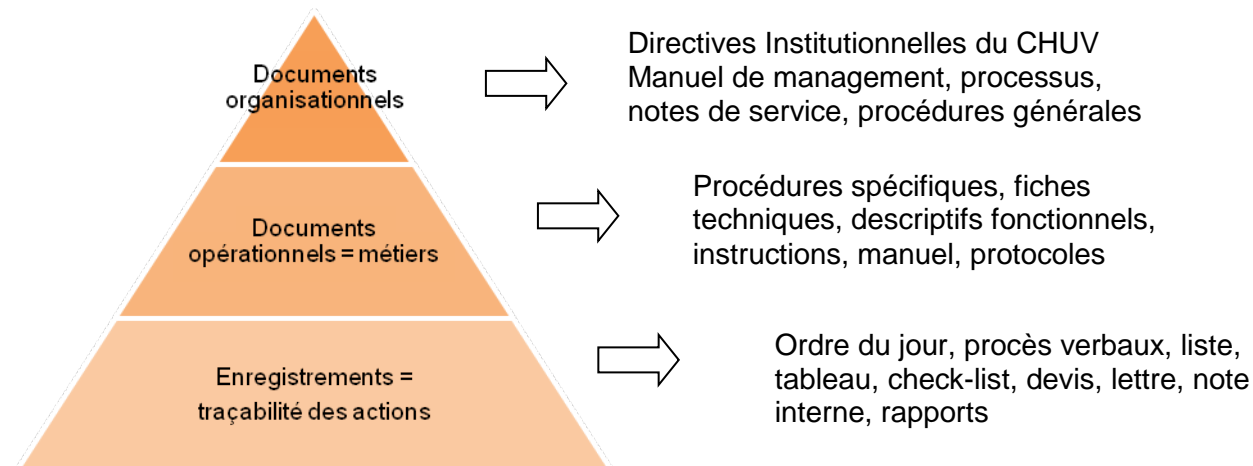 Documents
organisationnels
Directives Institutionnelles du CHUV
Manuel de management, processus,
notes de service, procédures générales
Documents
opérationnels = métiers
Procédures spécifiques, fiches
techniques, descriptifs fonctionnels,
instructions, manuel, protocoles
Enregistrements =
traçabilité des actions
Ordre du jour, procès verbaux, liste,
tableau, check-list, devis, lettre, note
interne, rapports